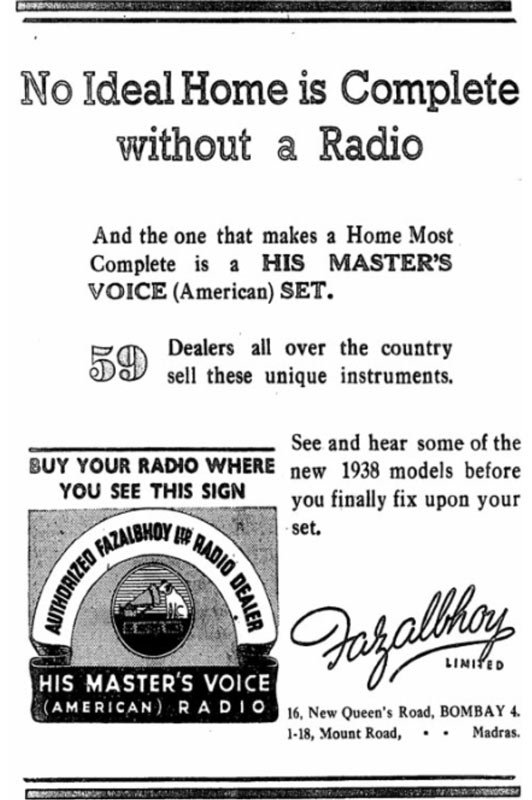 No Ideal Home is Complete
without a Radio
And the one that makes a Home Most
Complete is a HIS MASTER'S
VOICE (American) SET.
59 Dealers all over the country
sell these unique instruments.
BUY YOUR RADIO WHERE
YOU SEE THIS SIGN
AUTHORIZED FAZALBHOY LTD RADIO DEALER
HIS MASTER'S VOICE
(AMERICAN) RADIO
See and hear some of the
new 1938 models before
you finally fix upon your
set.
Fazalbhoy
LIMITED
16, New Queen's Road, BOMBAY 4.
1-18, Mount Road, • • Madras.